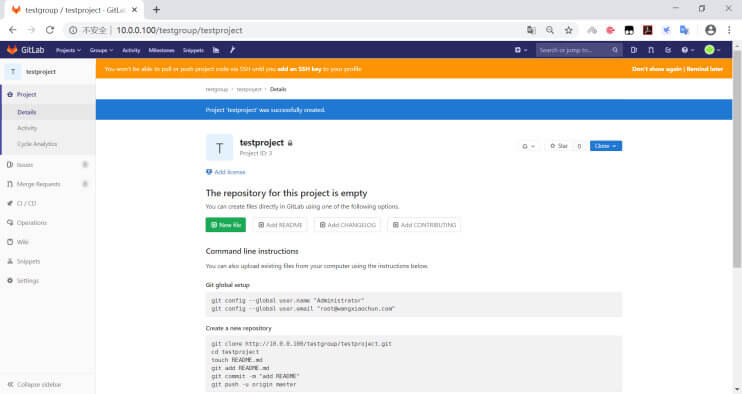 testgroup / testproject · GitLab
不安全 | 10.0.0.100/testgroup/testproject
GitLab Projects Groups Activity Milestones Snippets Search or jump to...
You won't be able to pull or push project code via SSH until you add an SSH key to your profile Don't show again | Remind later
T testproject
testgroup > testproject > Details
Project
Project 'testproject' was successfully created.
Details
Activity
Cycle Analytics
Issues 0
Merge Requests 0
CI / CD
Operations
Wiki
Snippets
Settings
Collapse sidebar
T testproject
Project ID: 3
Star 0 Clone
Add license
The repository for this project is empty
You can create files directly in GitLab using one of the following options.
New file Add README Add CHANGELOG Add CONTRIBUTING
Command line instructions
You can also upload existing files from your computer using the instructions below.
Git global setup
git config --global user.name "Administrator"
git config --global user.email "root@wangxiaochun.com"
Create a new repository
git clone http://10.0.0.100/testgroup/testproject.git
cd testproject
touch README.md
git add README.md
git commit -m "add README"
git push -u origin master